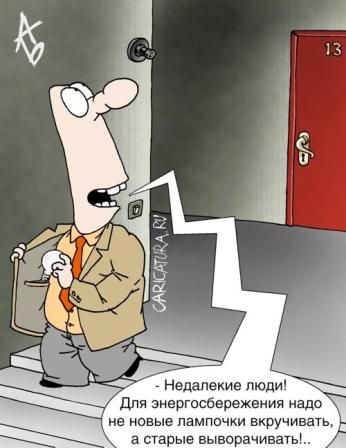 13
CARICATURA.RU
- Недалекие люди!
Для энергосбережения надо
не новые лампочки вкручивать,
а старые выворачивать!..